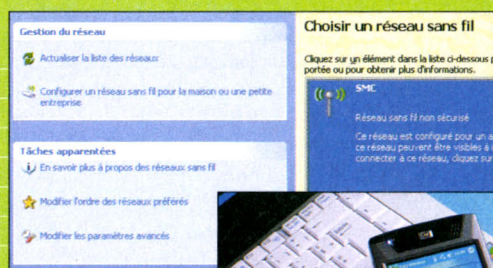 Gestion du réseau
Actualiser la liste des réseaux
Configurer un réseau sans fil pour la maison ou une petite
entreprise
Tâches apparentées
En savoir plus à propos des réseaux sans fil
Modifier l'ordre des réseaux préférés
Modifier les paramètres avancés
Choisir un réseau sans fil
Cliquez sur un élément dans la liste ci-dessous
portée ou pour obtenir plus d'informations.
SMC
Réseau sans fil non sécurisé
Ce réseau est configuré pour un
ce réseau peuvent être visibles à
connecter à ce réseau, cliquez sur
hp